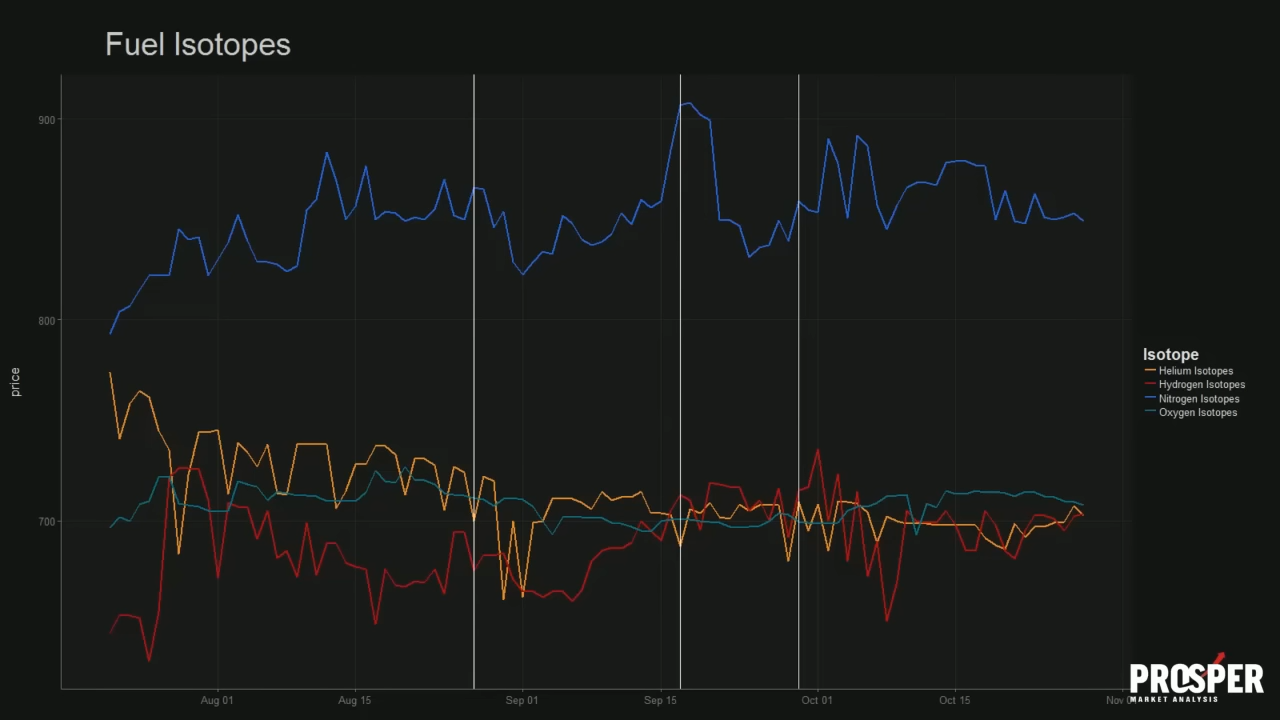 Fuel Isotopes
900
800
700
price
Aug 01
Aug 15
Sep 01
Sep 15
Oct 01
Oct 15
Nov
Isotope
Helium Isotopes
Hydrogen Isotopes
Nitrogen Isotopes
Oxygen Isotopes
PROSPER
MARKET ANALYSIS